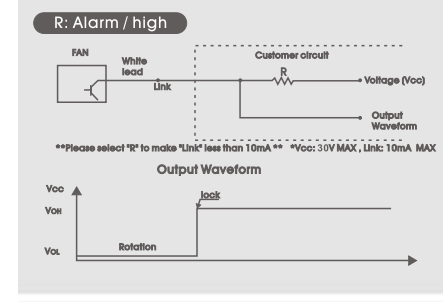 R: Alarm / high
FAN
White
lead
Link
Customer circuit
R
Voltage (Vcc)
Output
Waveform
**Please select "R" to make "Link" less than 10mA ** *Vcc: 30V MAX , Link: 10mA MAX
Output Waveform
Vcc
lock
VOH
VOL
Rotation